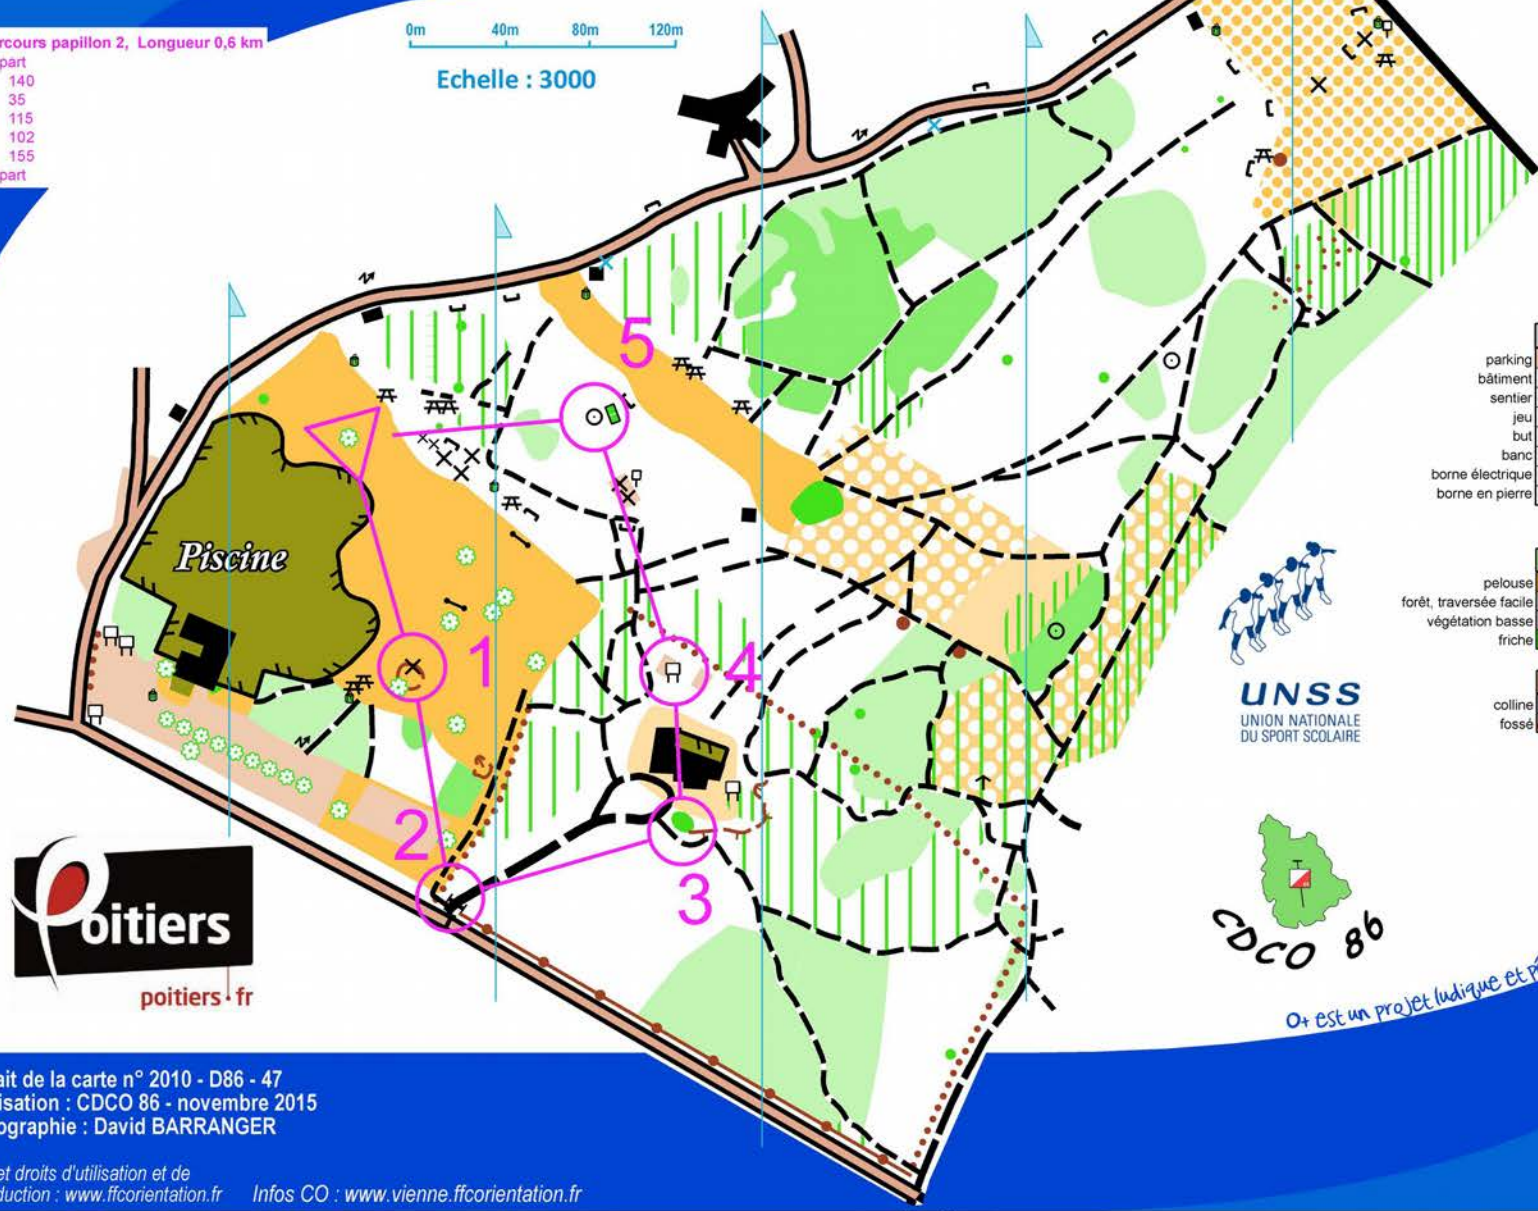 rcours papillon 2, Longueur 0,6 km
part
140
35
115
102
155
part
0m 40m 80m 120m
Echelle : 3000
5
Piscine
1
4
2
3
parking
bâtiment
sentier
jeu
but
banc
borne électrique
borne en pierre
pelouse
forêt, traversée facile
végétation basse
friche
colline
fossé
UNSS
UNION NATIONALE
DU SPORT SCOLAIRE
CDCO 86
Poitiers
poitiers.fr
O+ est un projet ludique et p
ait de la carte n° 2010 - D86 - 47
isation : CDCO 86 - novembre 2015
ographie : David BARRANGER
et droits d'utilisation et de
duction : www.ffcorientation.fr Infos CO : www.vienne.ffcorientation.fr